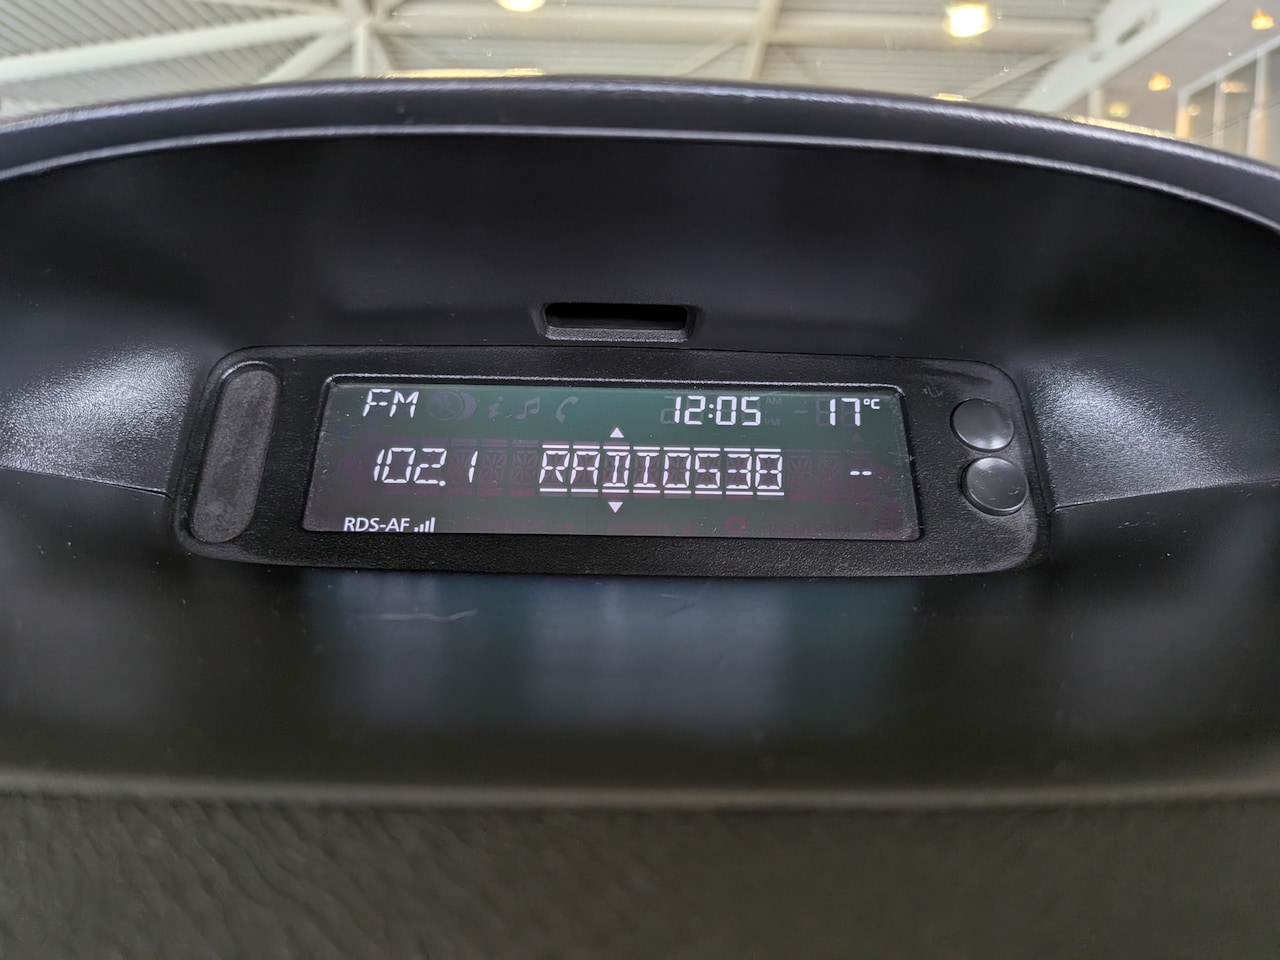 FM 12:05 17°C
102.1 RADIO538 --
RDS-AF